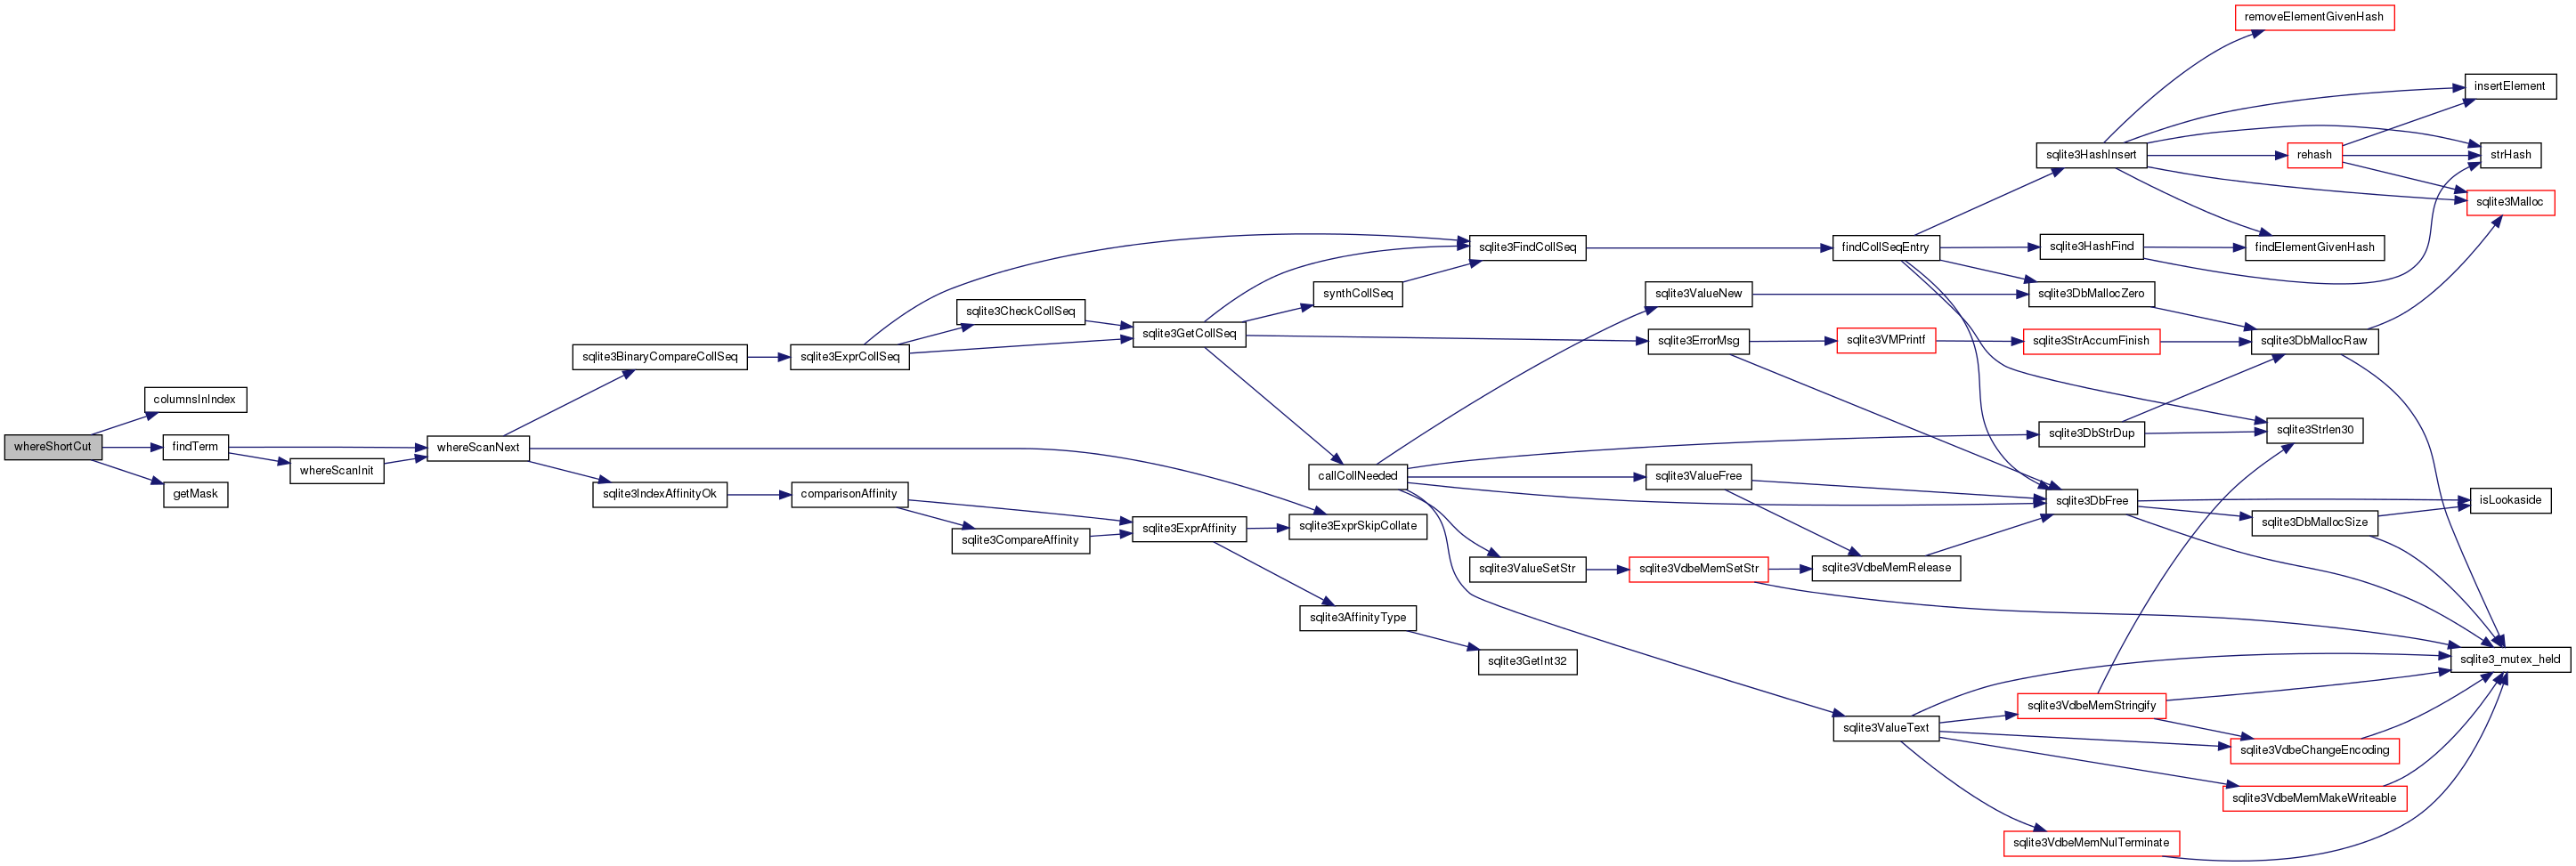 removeElementGivenHash
insertElement
sqlite3HashInsert
rehash
strHash
sqlite3Malloc
sqlite3FindCollSeq
findCollSeqEntry
sqlite3HashFind
findElementGivenHash
synthCollSeq
sqlite3ValueNew
sqlite3DbMallocZero
sqlite3CheckCollSeq
sqlite3GetCollSeq
sqlite3ErrorMsg
sqlite3VMPrintf
sqlite3StrAccumFinish
sqlite3DbMallocRaw
sqlite3BinaryCompareCollSeq
sqlite3ExprCollSeq
columnsInIndex
sqlite3DbStrDup
sqlite3Strlen30
whereShortCut
findTerm
whereScanNext
whereScanInit
callCollNeeded
sqlite3ValueFree
getMask
sqlite3IndexAffinityOk
comparisonAffinity
sqlite3DbFree
isLookaside
sqlite3ExprAffinity
sqlite3ExprSkipCollate
sqlite3DbMallocSize
sqlite3CompareAffinity
sqlite3ValueSetStr
sqlite3VdbeMemSetStr
sqlite3VdbeMemRelease
sqlite3AffinityType
sqlite3GetInt32
sqlite3_mutex_held
sqlite3VdbeMemStringify
sqlite3ValueText
sqlite3VdbeChangeEncoding
sqlite3VdbeMemMakeWriteable
sqlite3VdbeMemNulTerminate